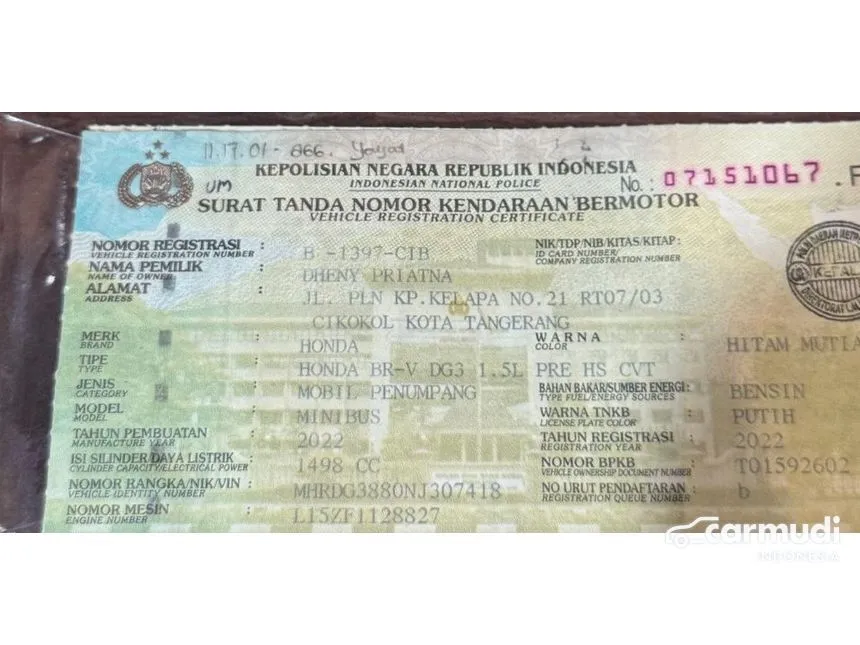 11.17.01-
KEPOLISIAN NEGARA REPUBLIK INDONESIA
INDONESIAN NATIONAL POLICE
UM
No.: 07151067 .F
SURAT TANDA NOMOR KENDARAAN BERMOTOR
VEHICLE REGISTRATION CERTIFICATE
NOMOR REGISTRASI : B -1397-CIB
VEHICLE REGISTRATION NUMBER
NIK/TDP/NIB/KITAS/KITAP:
ID CARD NUMBER/
COMPANY REGISTRATION NUMBER
NAMA PEMILIK : DHENY PRIATNA
NAME OF OWNER
ALAMAT : JL. PLN KP.KELAPA NO.21 RT07/03
ADDRESS
CIKOKOL KOTA TANGERANG
MERK : HONDA
BRAND
WARNA : HITAM MUTIA
COLOR
TIPE : HONDA BR-V DG3 1.5L PRE HS CVT
TYPE
JENIS : MOBIL PENUMPANG
CATEGORY
BAHAN BAKAR/SUMBER ENERGI: BENSIN
TYPE FUEL/ENERGY SOURCES
MODEL : MINIBUS
MODEL
WARNA TNKB : PUTIH
LICENSE PLATE COLOR
TAHUN PEMBUATAN : 2022
MANUFACTURE YEAR
TAHUN REGISTRASI : 2022
REGISTRATION YEAR
ISI SILINDER/DAYA LISTRIK : 1498 CC
CYLINDER CAPACITY/ELECTRICAL POWER
NOMOR BPKB : T01592602
VEHICLE OWNERSHIP DOCUMENT NUMBER
NOMOR RANGKA/NIK/VIN : MHRDG3880NJ307418
VEHICLE IDENTITY NUMBER
NO URUT PENDAFTARAN : b
REGISTRATION QUEUE NUMBER
NOMOR MESIN : L15ZF1128827
ENGINE NUMBER
carmudi
INDONESIA